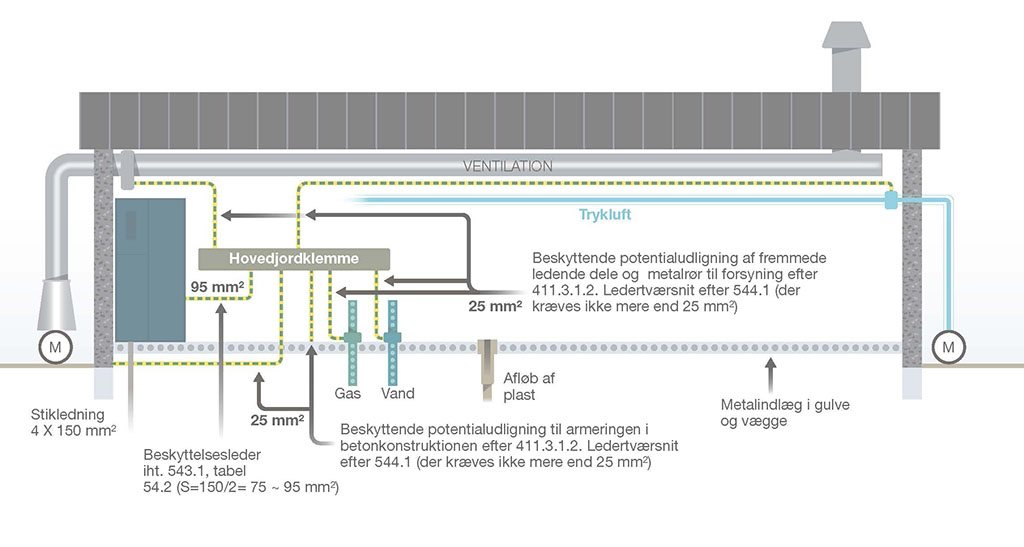 VENTILATION
Trykluft
Hovedjordklemme
Beskyttende potentialudligning af fremmede
ledende dele og metalrør til forsyning efter
411.3.1.2. Ledertværsnit efter 544.1 (der
kræves ikke mere end 25 mm²)
95 mm²
25 mm²
M
M
Gas
Vand
Afløb af
plast
Metalindlæg i gulve
og vægge
Stikledning
4 X 150 mm²
25 mm²
Beskyttende potentialudligning til armeringen i
betonkonstruktionen efter 411.3.1.2. Ledertværsnit
efter 544.1 (der kræves ikke mere end 25 mm²)
Beskyttelsesleder
iht. 543.1, tabel
54.2 (S=150/2= 75 ~ 95 mm²)